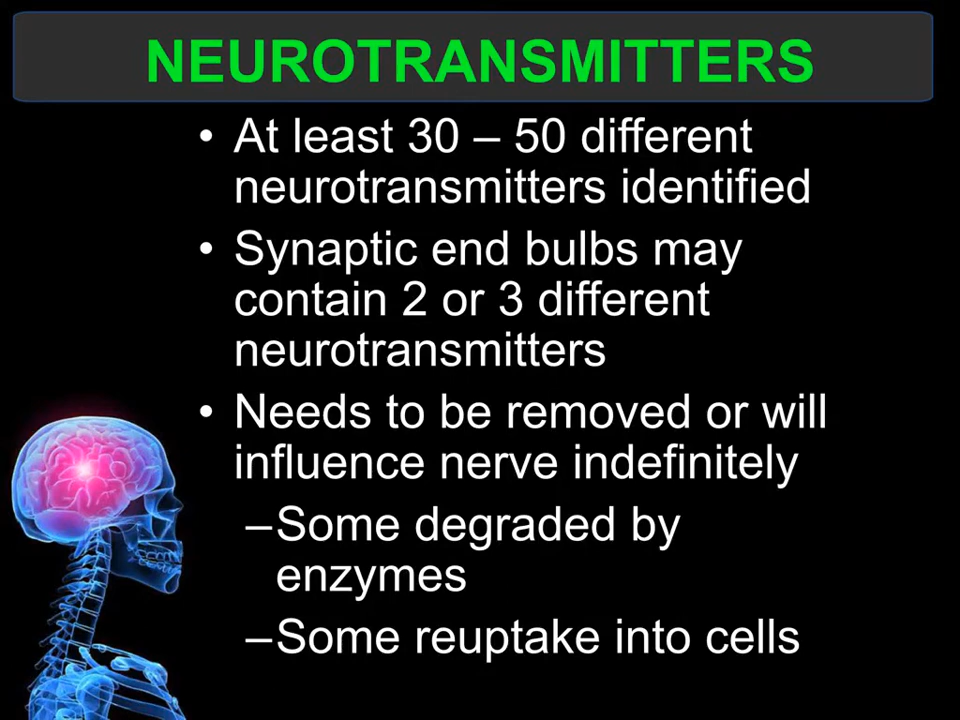 NEUROTRANSMITTERS
• At least 30 – 50 different
neurotransmitters identified
• Synaptic end bulbs may
contain 2 or 3 different
neurotransmitters
• Needs to be removed or will
influence nerve indefinitely
–Some degraded by
enzymes
–Some reuptake into cells